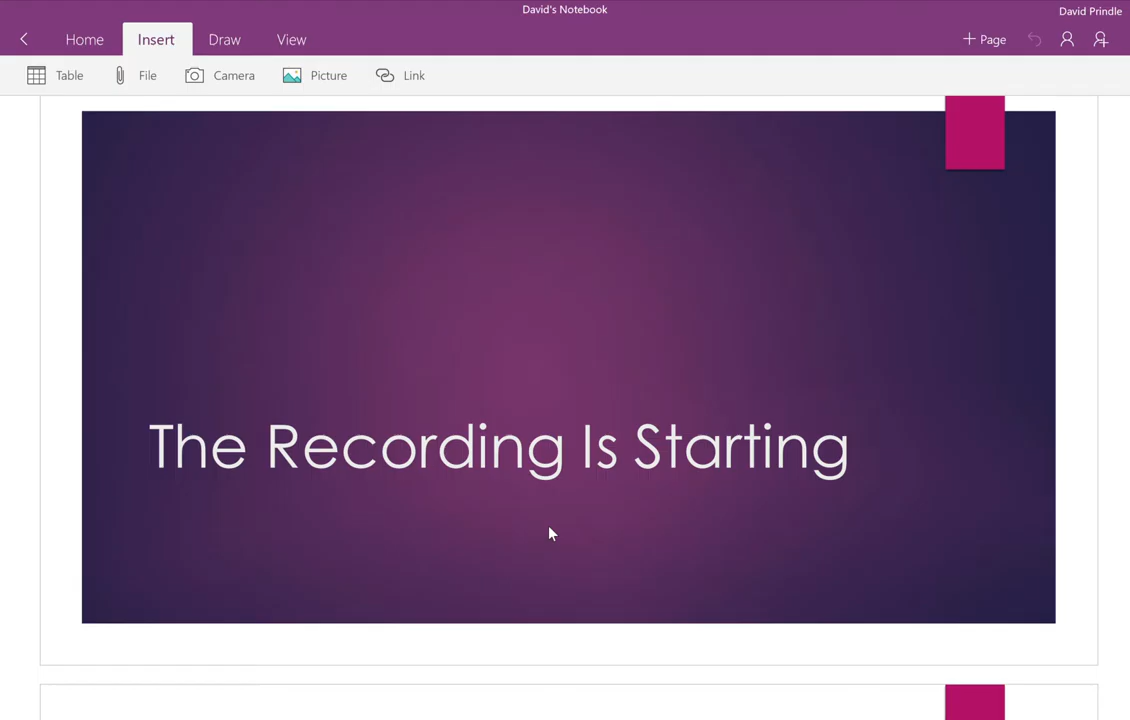 David's Notebook
David Prindle
Home Insert Draw View
Page
Table File Camera Picture Link
The Recording Is Starting